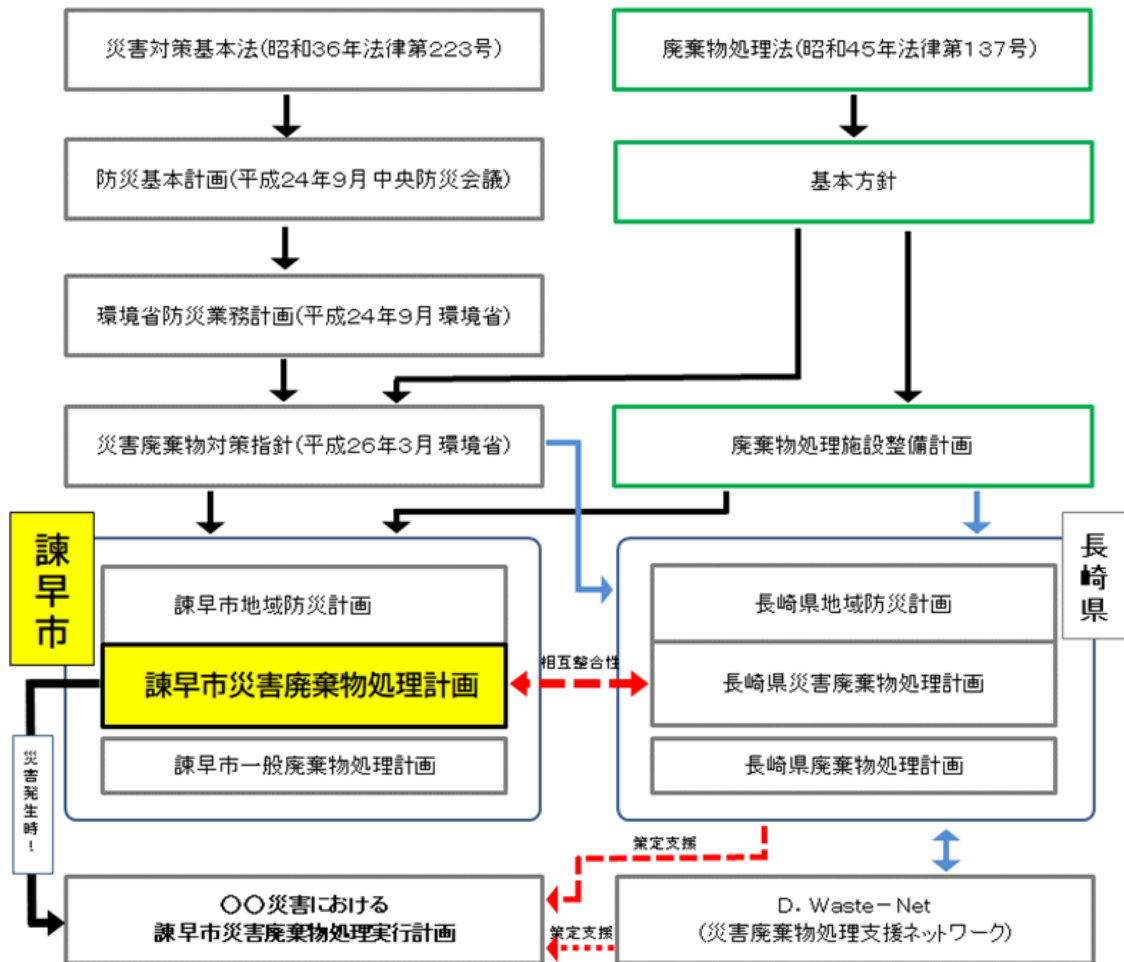 災害対策基本法(昭和36年法律第223号)
廃棄物処理法(昭和45年法律第137号)
防災基本計画(平成24年9月中央防災会議)
基本方針
環境省防災業務計画(平成24年9月環境省)
災害廃棄物対策指針(平成26年3月環境省)
廃棄物処理施設整備計画
諫早市
長崎県
諫早市地域防災計画
長崎県地域防災計画
諫早市災害廃棄物処理計画
相互整合性
長崎県災害廃棄物処理計画
諫早市一般廃棄物処理計画
長崎県廃棄物処理計画
災害発生時!
策定支援
〇〇災害における
諫早市災害廃棄物処理実行計画
策定支援
D. Waste-Net
(災害廃棄物処理支援ネットワーク)